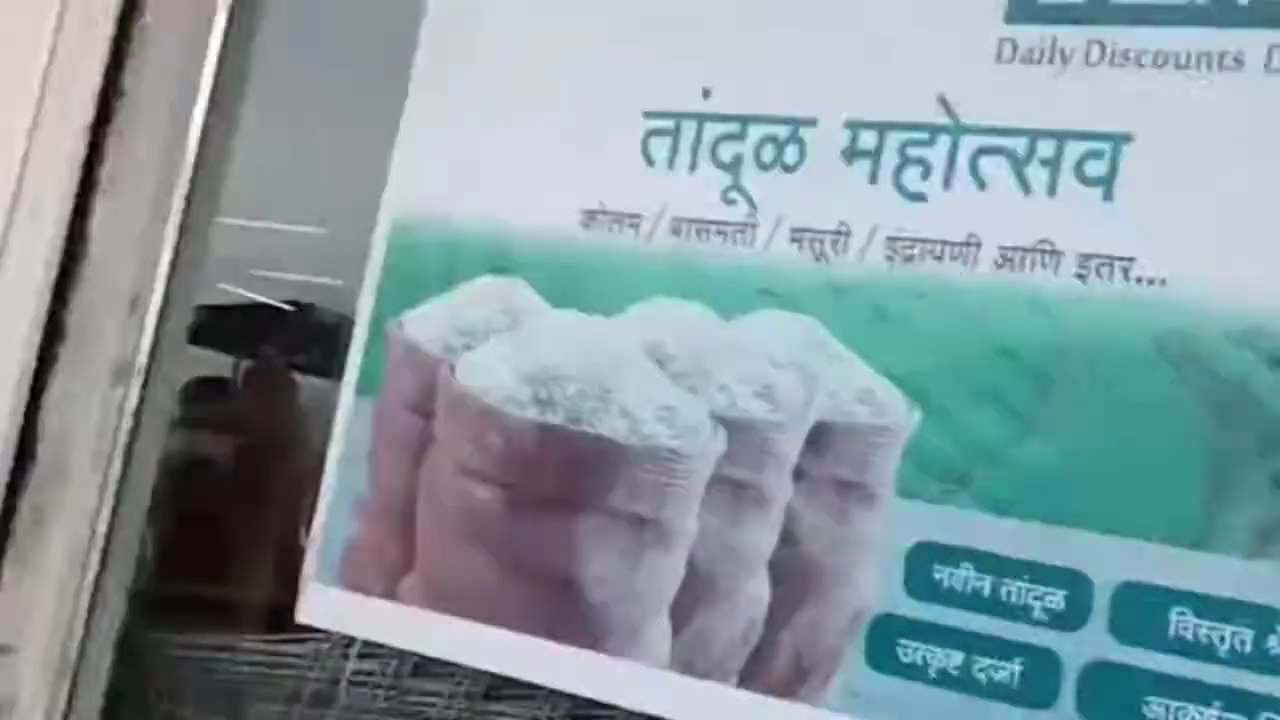 Daily Discounts
तांदूळ महोत्सव
कोलम / बासमती / मसूरी / इंद्रायणी आणि इतर...
नवीन तांदूळ
विस्तृत
उत्कृष्ट दर्जा